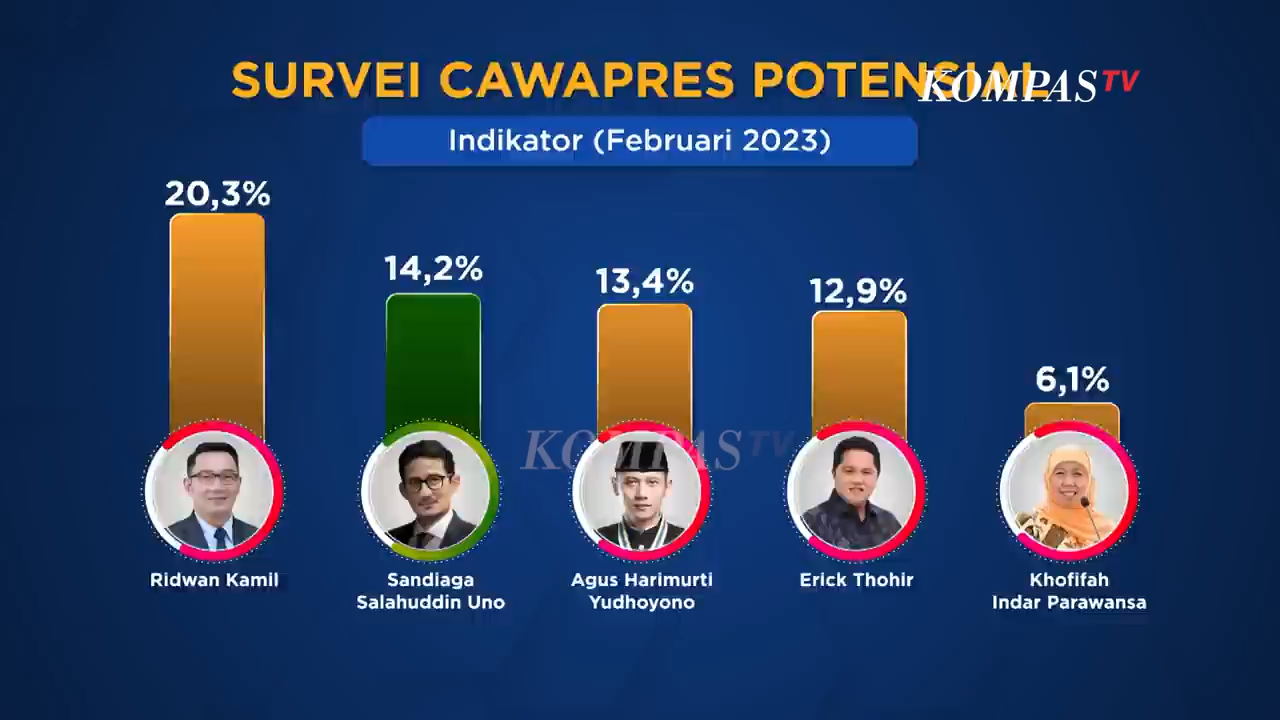 SURVEI CAWAPRES POTENSIAL
KOMPAS TV
Indikator (Februari 2023)
20,3%
14,2%
13,4%
12,9%
6,1%
KOMPAS TV
Ridwan Kamil
Sandiaga
Salahuddin Uno
Agus Harimurti
Yudhoyono
Erick Thohir
Khofifah
Indar Parawansa